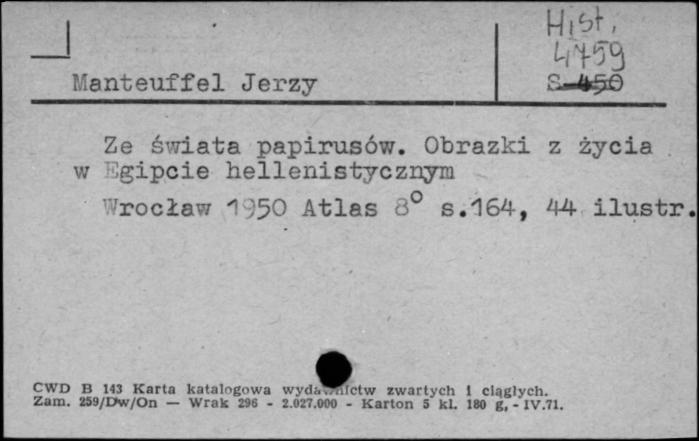 Hist.
4759
Manteuffel Jerzy
S-450
Ze świata papirusów. Obrazki z życia
w Egipcie hellenistycznym
Wrocław 1950 Atlas 8° s.164, 44 ilustr.
CWD B 143 Karta katalogowa wydawnictw zwartych i ciągłych.
Zam. 259/Dw/On — Wrak 296 - 2.027.000 - Karton 5 kl. 180 g, - IV.71.